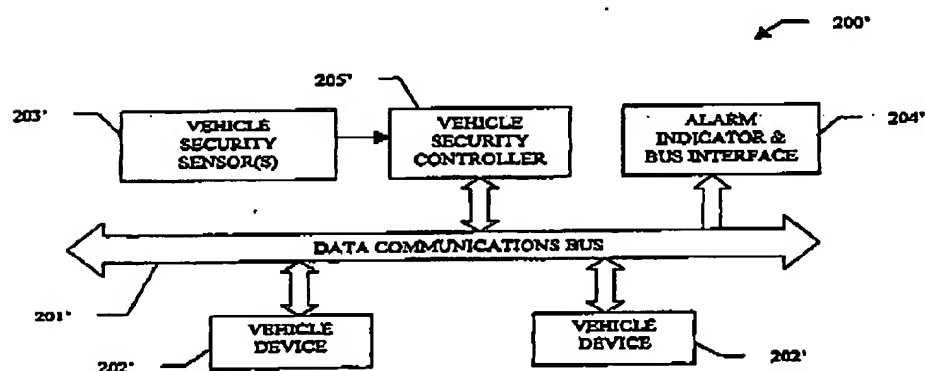 200'
205'
203'
VEHICLE
SECURITY
SENSOR(S)
VEHICLE
SECURITY
CONTROLLER
ALARM
INDICATOR &
BUS INTERFACE
204'
DATA COMMUNICATIONS BUS
201'
VEHICLE
DEVICE
202'
VEHICLE
DEVICE
202'